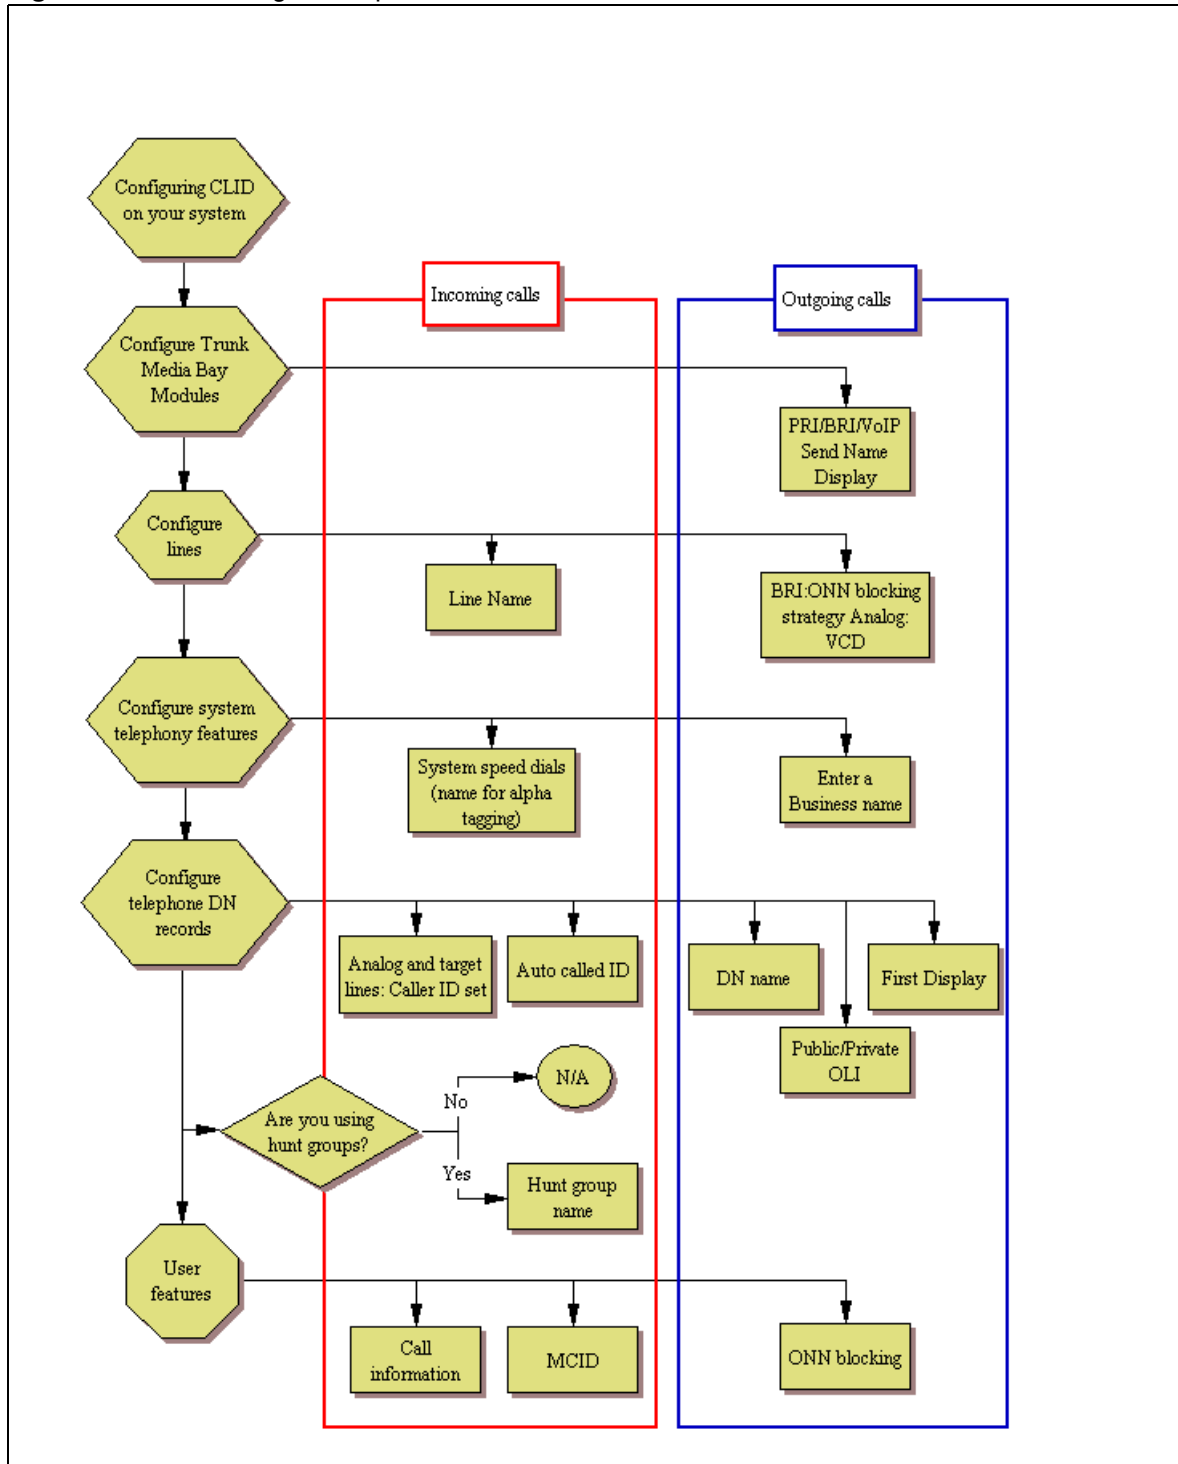 Configuring CLID
on your system
Incoming calls
Outgoing calls
Configure Trunk
Media Bay
Modules
PRI/BRI/VoIP
Send Name
Display
Configure
lines
Line Name
BRI:ONN blocking
strategy Analog:
VCD
Configure system
telephony features
System speed dials
(name for alpha
tagging)
Enter a
Business name
Configure
telephone DN
records
Analog and target
lines: Caller ID set
Auto called ID
DN name
First Display
Public/Private
OLI
Are you using
hunt groups?
No
N/A
Yes
Hunt group
name
User
features
Call
information
MCID
ONN blocking